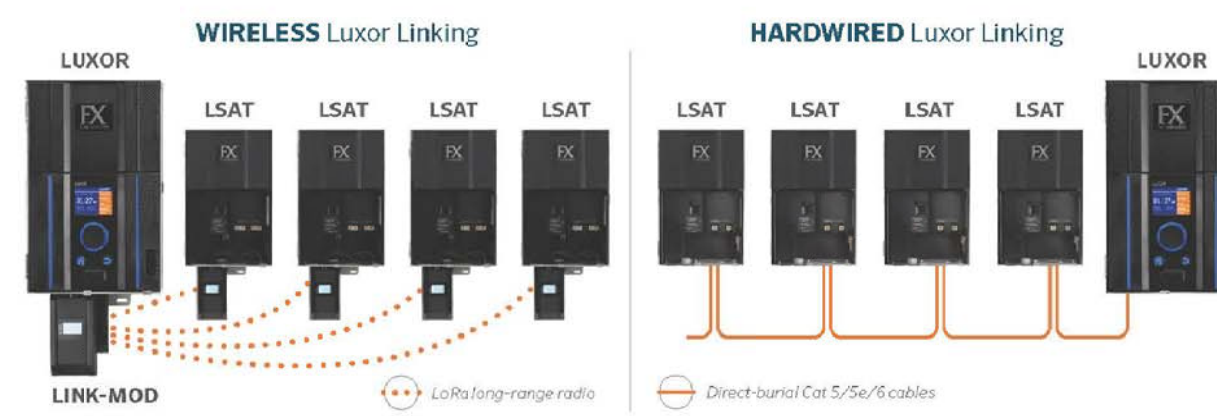 WIRELESS Luxor Linking
LUXOR
LSAT
LSAT
LSAT
LSAT
FX
FX
FX
FX
FX
LINK-MOD
LoRa long-range radio
HARDWIRED Luxor Linking
LUXOR
LSAT
LSAT
LSAT
LSAT
FX
FX
FX
FX
FX
Direct-burial Cat 5/5e/6 cables